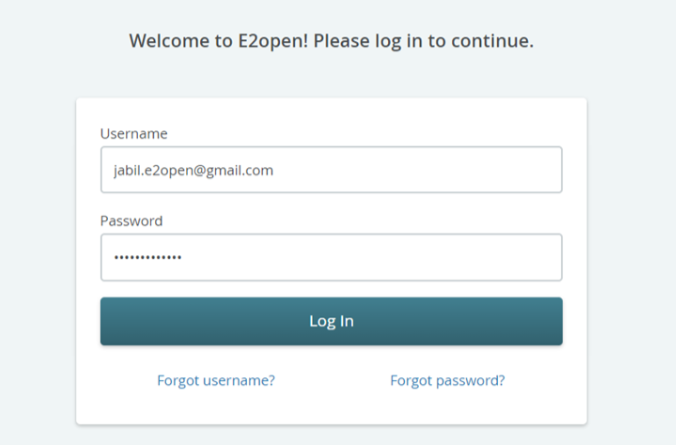 Welcome to E2open! Please log in to continue.
Username
jabil.e2open@gmail.com
Password
•••••••••••••
Log In
Forgot username? Forgot password?